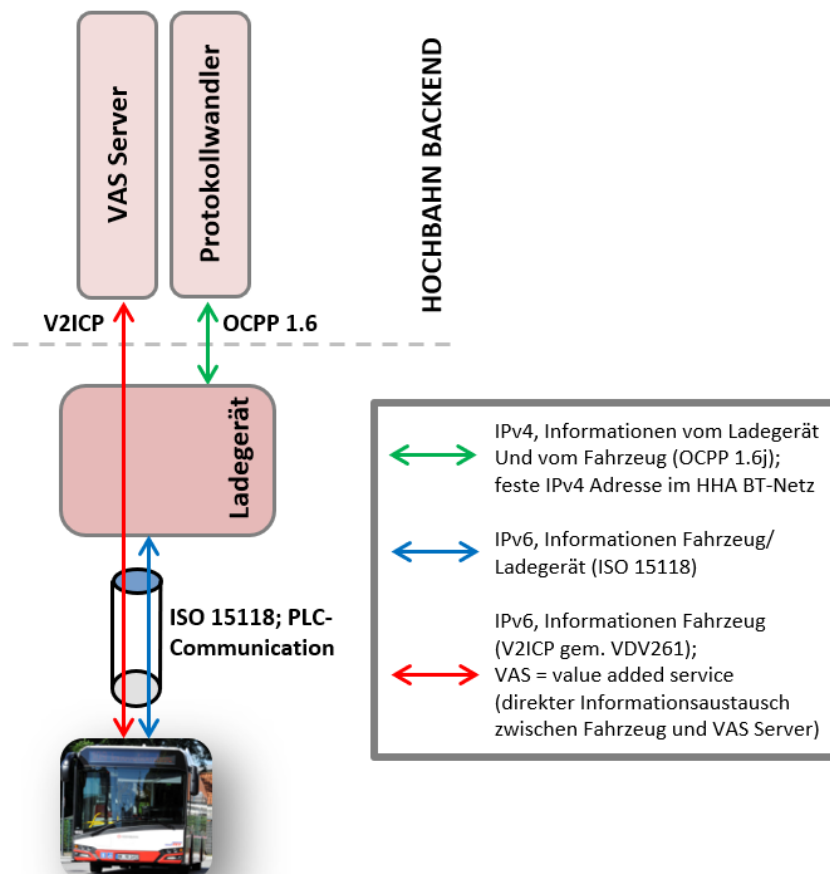 VAS Server
Protokollwandler
HOCHBAHN BACKEND
V2ICP
OCPP 1.6
Ladegerät
ISO 15118; PLC-
Communication
IPv4, Informationen vom Ladegerät
Und vom Fahrzeug (OCPP 1.6j);
feste IPv4 Adresse im HHA BT-Netz
IPv6, Informationen Fahrzeug/
Ladegerät (ISO 15118)
IPv6, Informationen Fahrzeug
(V2ICP gem. VDV261);
VAS = value added service
(direkter Informationsaustausch
zwischen Fahrzeug und VAS Server)